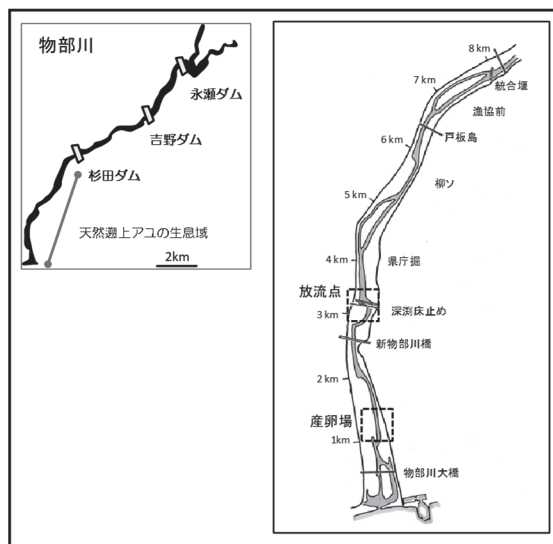 物部川
永瀬ダム
吉野ダム
杉田ダム
天然遡上アユの生息域
2km
8 km
統合堰
7 km
漁協前
戸板島
6 km
柳ソ
5 km
県庁掘
4 km
放流点
深渕床止め
3 km
新物部川橋
2 km
産卵場
1km
物部川大橋